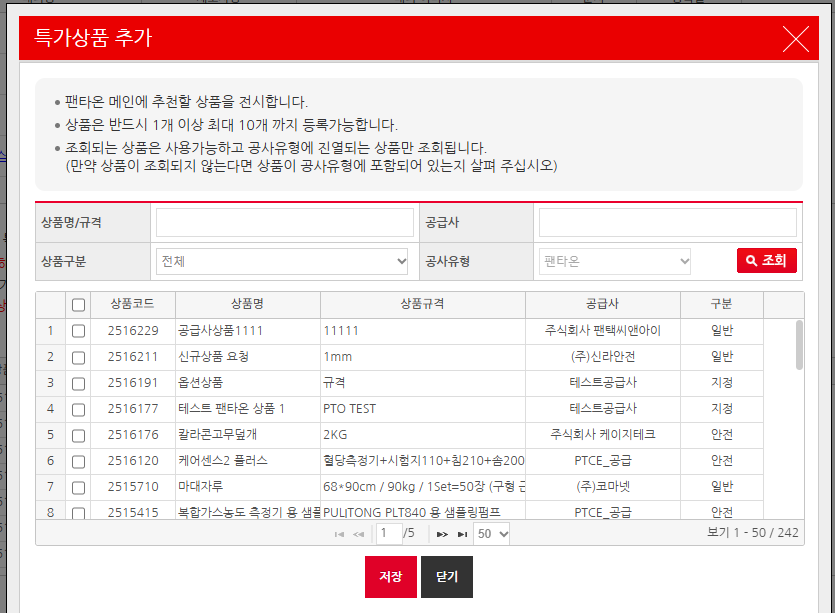 특가상품 추가
• 팬타온 메인에 추천할 상품을 전시합니다.
• 상품은 반드시 1개 이상 최대 10개 까지 등록가능합니다.
• 조회되는 상품은 사용가능하고 공사유형에 진열되는 상품만 조회됩니다.
(만약 상품이 조회되지 않는다면 상품이 공사유형에 포함되어 있는지 살펴 주십시오)
상품명/규격 공급사
상품구분 전체 공사유형 팬타온 조회
상품코드 상품명 상품규격 공급사 구분
1 2516229 공급사상품1111 11111 주식회사 팬택씨앤아이 일반
2 2516211 신규상품 요청 1mm (주)신라안전 일반
3 2516191 옵션상품 규격 테스트공급사 지정
4 2516177 테스트 팬타온 상품 1 PTO TEST 테스트공급사 지정
5 2516176 칼라콘고무덮개 2KG 주식회사 케이지테크 안전
6 2516120 케어센스2 플러스 혈당측정기+시험지110+침210+솜200 PTCE_공급 안전
7 2515710 마대자루 68*90cm / 90kg / 1Set=50장 (구형 (주)코마넷 일반
8 2515415 복합가스농도 측정기 용 샘플 PULITONG PLT840 용 샘플링펌프 PTCE_공급 안전
1 /5 50 보기 1 - 50 / 242
저장 닫기